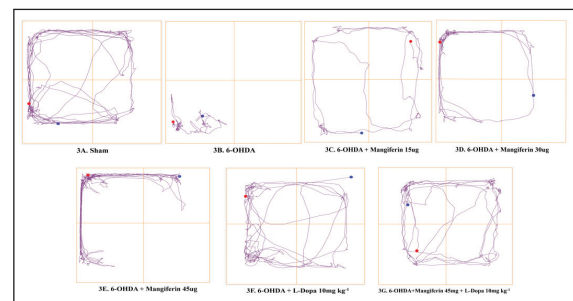 3A. Sham
3B. 6-OHDA
3C. 6-OHDA + Mangiferin 15ug
3D. 6-OHDA + Mangiferin 30ug
3E. 6-OHDA + Mangiferin 45ug
3F. 6-OHDA + L-Dopa 10mg kg⁻¹
3G. 6-OHDA+Mangiferin 45mg + L-Dopa 10mg kg⁻¹